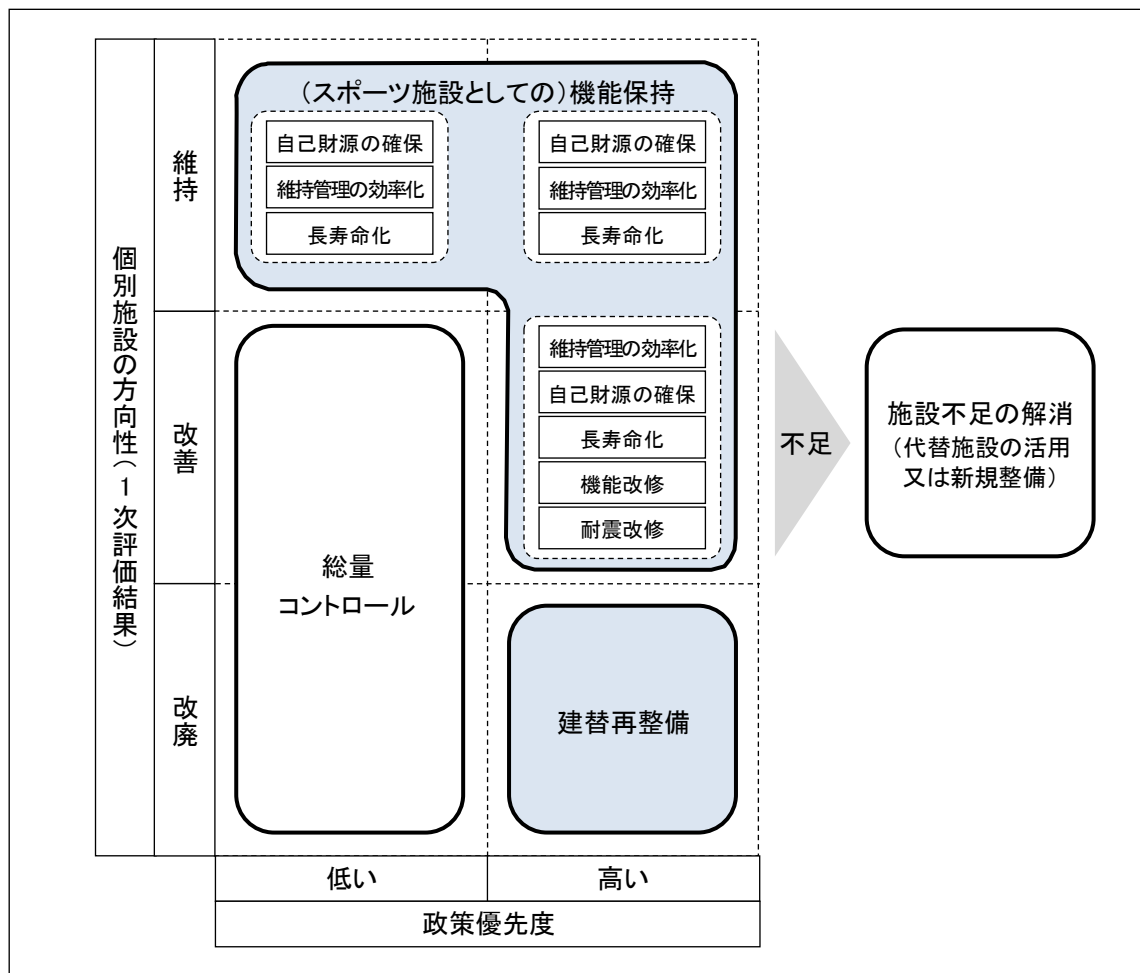 個別施設の方向性(1次評価結果)
維持
(スポーツ施設としての)機能保持
自己財源の確保
維持管理の効率化
長寿命化
自己財源の確保
維持管理の効率化
長寿命化
改善
維持管理の効率化
自己財源の確保
長寿命化
機能改修
耐震改修
総量
コントロール
改廃
建替再整備
不足
施設不足の解消
(代替施設の活用
又は新規整備)
低い
高い
政策優先度